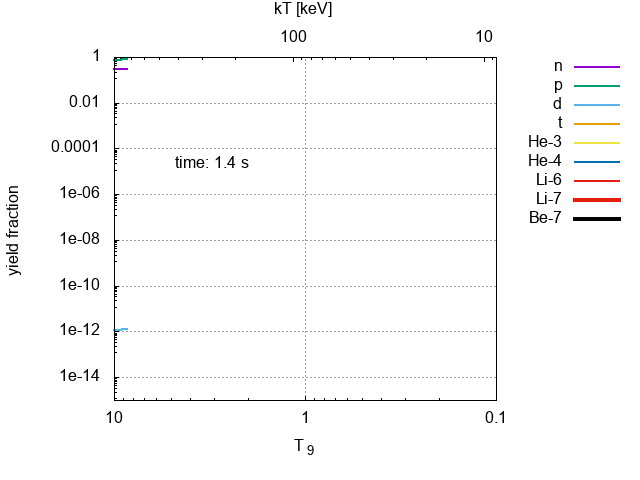 kT [keV]
100 10
1
0.01
0.0001
1e-06
1e-08
1e-10
1e-12
1e-14
yield fraction
time: 1.4 s
10 1 0.1
T 9
n
p
d
t
He-3
He-4
Li-6
Li-7
Be-7